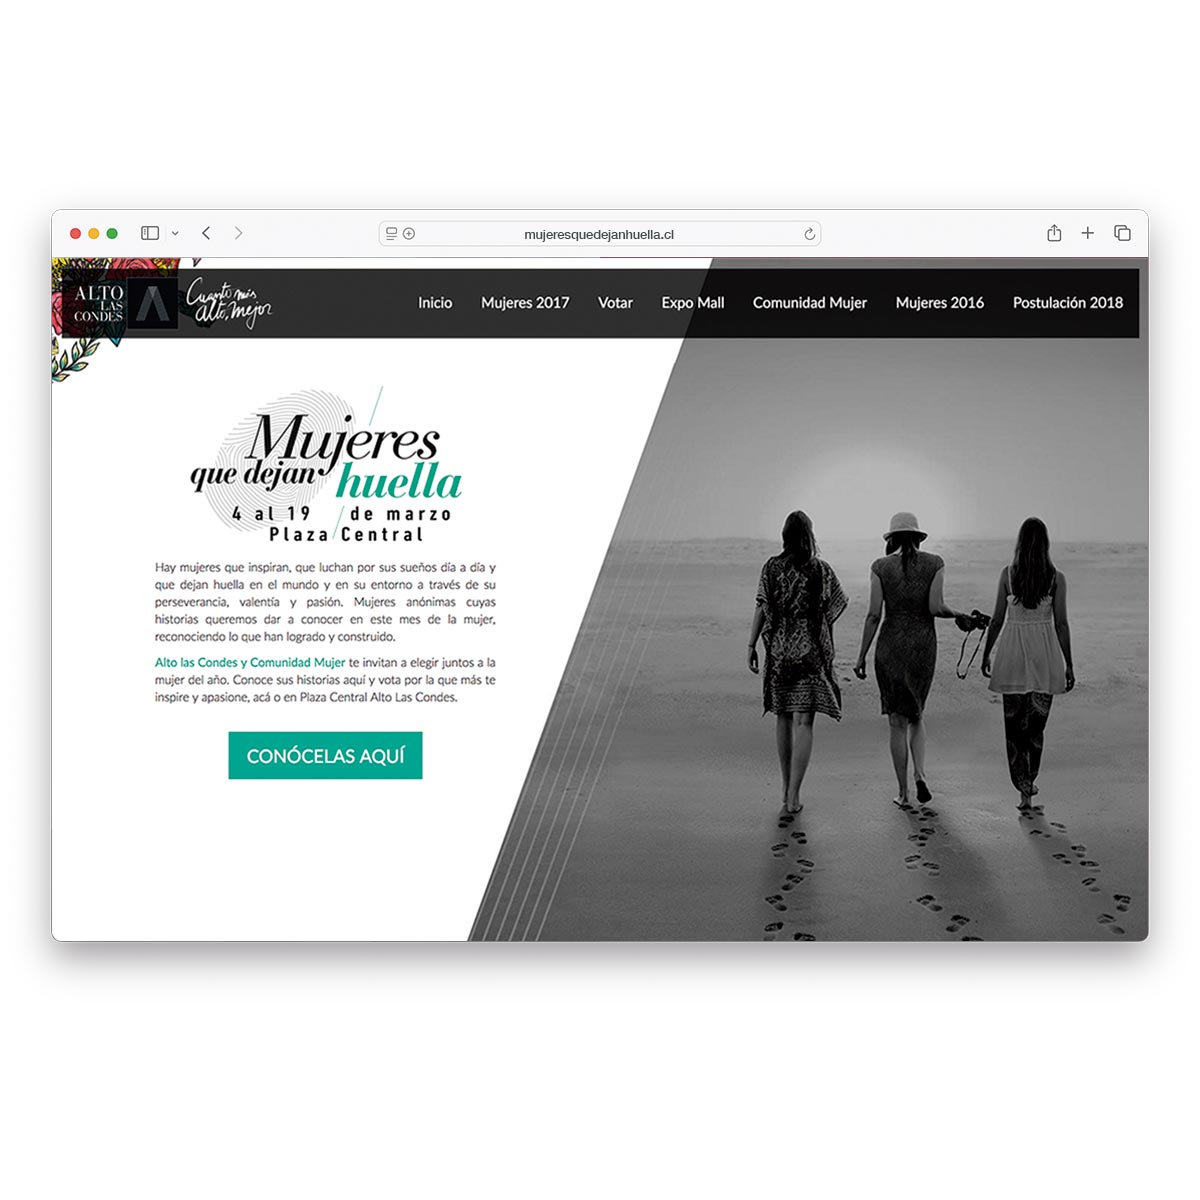 mujeresquedejanhuella.cl
ALTO
LAS
CONDES
Cuanto más
Alto, mejor
Inicio
Mujeres 2017
Votar
Expo Mall
Comunidad Mujer
Mujeres 2016
Postulación 2018
Mujeres
que dejan huella
4 al 19 de marzo
Plaza Central
Hay mujeres que inspiran, que luchan por sus sueños día a día y
que dejan huella en el mundo y en su entorno a través de su
perseverancia, valentía y pasión. Mujeres anónimas cuyas
historias queremos dar a conocer en este mes de la mujer,
reconociendo lo que han logrado y construido.
Alto las Condes y Comunidad Mujer te invitan a elegir juntos a la
mujer del año. Conoce sus historias aquí y vota por la que más te
inspire y apasione, acá o en Plaza Central Alto Las Condes.
CONÓCELAS AQUÍ